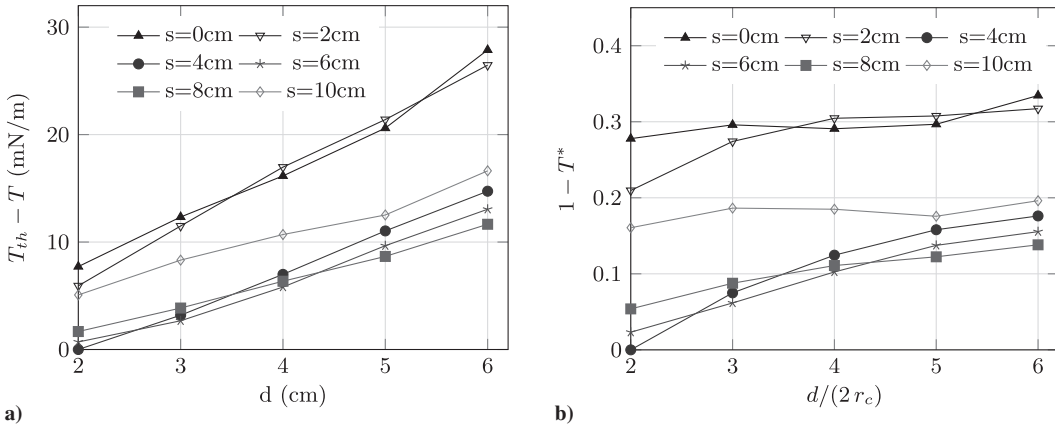 30
20
10
0
s=0cm s=2cm
s=4cm s=6cm
s=8cm s=10cm
T_{th} − T (mN/m)
2 3 4 5 6
d (cm)
a)
0.4
0.3
0.2
0.1
0
s=0cm s=2cm s=4cm
s=6cm s=8cm s=10cm
1 − T*
2 3 4 5 6
d/(2 r_c)
b)